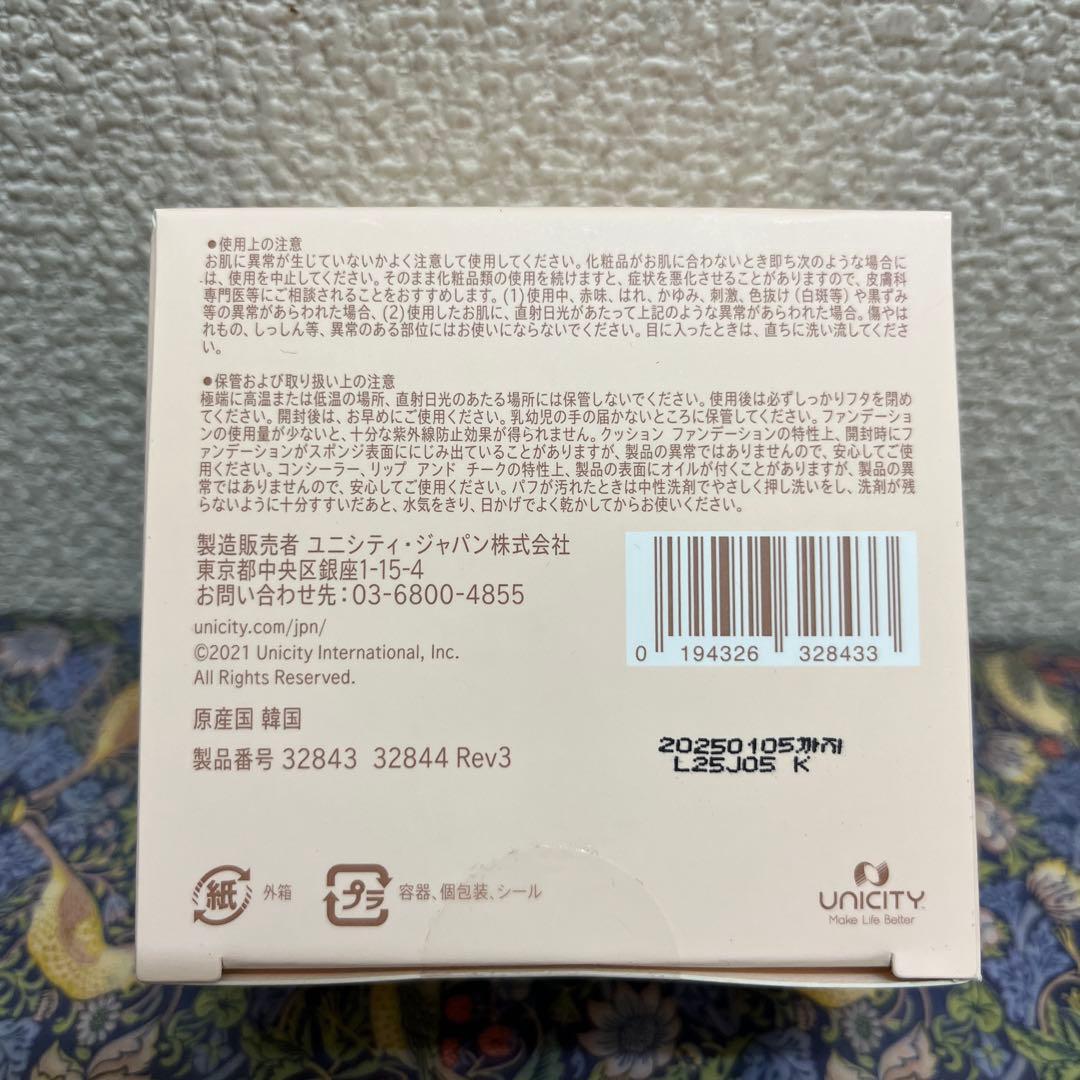 ●使用上の注意
お肌に異常が生じていないかよく注意して使用してください。化粧品がお肌に合わないとき即ち次のような場合に
は、使用を中止してください。そのまま化粧品類の使用を続けますと、症状を悪化させることがありますので、皮膚科
専門医等にご相談されることをおすすめします。(1)使用中、赤味、はれ、かゆみ、刺激、色抜け(白斑等)や黒ずみ
等の異常があらわれた場合、(2)使用したお肌に、直射日光があたって上記のような異常があらわれた場合。傷やは
れもの、しっしん等、異常のある部位にはお使いにならないでください。目に入ったときは、直ちに洗い流してくださ
い。
●保管および取り扱い上の注意
極端に高温または低温の場所、直射日光のあたる場所には保管しないでください。使用後は必ずしっかりフタを閉め
てください。開封後は、お早めにご使用ください。乳幼児の手の届かないところに保管してください。ファンデーション
の使用量が少ないと、十分な紫外線防止効果が得られません。クッション ファンデーションの特性上、開封時にフ
ァンデーションがスポンジ表面ににじみ出ていることがありますが、製品の異常ではありませんので、安心してご使
用ください。コンシーラー、リップ アンド チークの特性上、製品の表面にオイルが付くことがありますが、製品の異
常ではありませんので、安心してご使用ください。パフが汚れたときは中性洗剤でやさしく押し洗いをし、洗剤が残
らないように十分すすいだあと、水気をきり、日かげでよく乾かしてからお使いください。
製造販売者 ユニシティ・ジャパン株式会社
東京都中央区銀座1-15-4
お問い合わせ先:03-6800-4855
unicity.com/jpn/
©2021 Unicity International, Inc.
All Rights Reserved.
原産国 韓国
製品番号 32843 32844 Rev3
0 194326 328433
20250105까지
L25J05 K
紙 外箱
プラ 容器、個包装、シール
UNICITY
Make Life Better